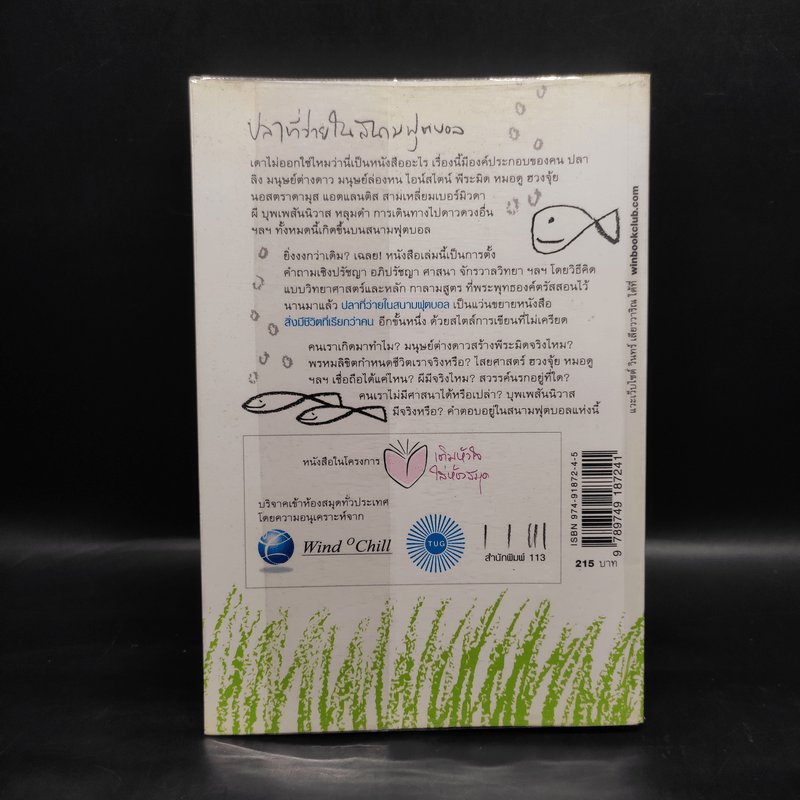 ปลาที่ว่ายในสนามฟุตบอล
เดาไม่ออกใช่ไหมว่านี่เป็นหนังสืออะไร เรื่องนี้มีองค์ประกอบของคน ปลา
ลิง มนุษย์ต่างดาว มนุษย์ล่องหน ไอน์สไตน์ พีระมิด หมอดู ฮวงจุ้ย
นอสตราดามุส แอตแลนติส สามเหลี่ยมเบอร์มิวดา
ผี บุพเพสันนิวาส หลุมดำ การเดินทางไปดาวดวงอื่น
ฯลฯ ทั้งหมดนี้เกิดขึ้นบนสนามฟุตบอล
ยิ่งงงกว่าเดิม? เฉลย! หนังสือเล่มนี้เป็นการตั้ง
คำถามเชิงปรัชญา อภิปรัชญา ศาสนา จักรวาลวิทยา ฯลฯ โดยวิธีคิด
แบบวิทยาศาสตร์และหลัก กาลามสูตร ที่พระพุทธองค์ตรัสสอนไว้
นานมาแล้ว ปลาที่ว่ายในสนามฟุตบอล เป็นแว่นขยายหนังสือ
สิ่งมีชีวิตที่เรียกว่าคน อีกชั้นหนึ่ง ด้วยสไตล์การเขียนที่ไม่เครียด
คนเราเกิดมาทำไม? มนุษย์ต่างดาวสร้างพีระมิดจริงไหม?
พรหมลิขิตกำหนดชีวิตเราจริงหรือ? ไสยศาสตร์ ฮวงจุ้ย หมอดู
ฯลฯ เชื่อถือได้แค่ไหน? ผีมีจริงไหม? สวรรค์นรกอยู่ที่ใด?
คนเราไม่มีศาสนาได้หรือเปล่า? บุพเพสันนิวาส
มีจริงหรือ? คำตอบอยู่ในสนามฟุตบอลแห่งนี้
หนังสือในโครงการ
เติมหัวใจ
ใส่ห้องสมุด
บริจาคเข้าห้องสมุดทั่วประเทศ
โดยความอนุเคราะห์จาก
Wind O Chill
TUG
สำนักพิมพ์ 113
แวะเว็บไซต์ วินทร์ เลียววาริณ ได้ที่ winbookclub.com
ISBN 974-91872-4-5
9 789749 187241
215 บาท